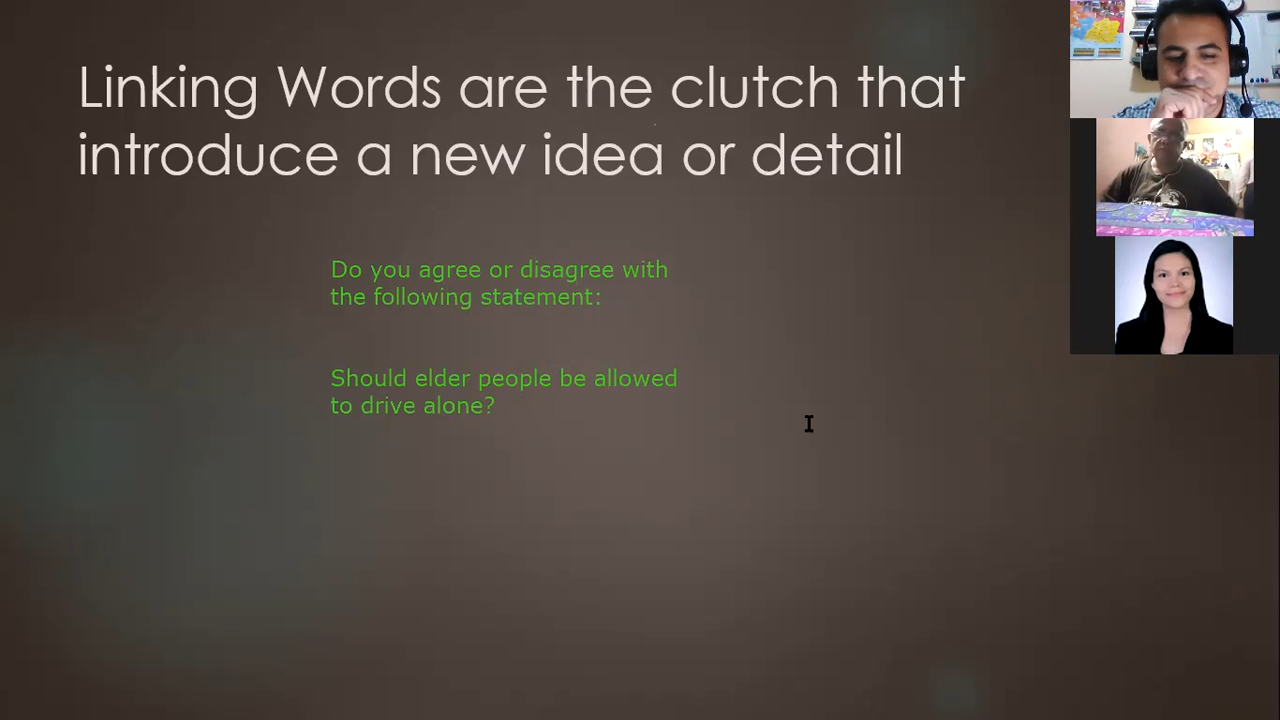 Linking Words are the clutch that
introduce a new idea or detail
Do you agree or disagree with
the following statement:
Should elder people be allowed
to drive alone?